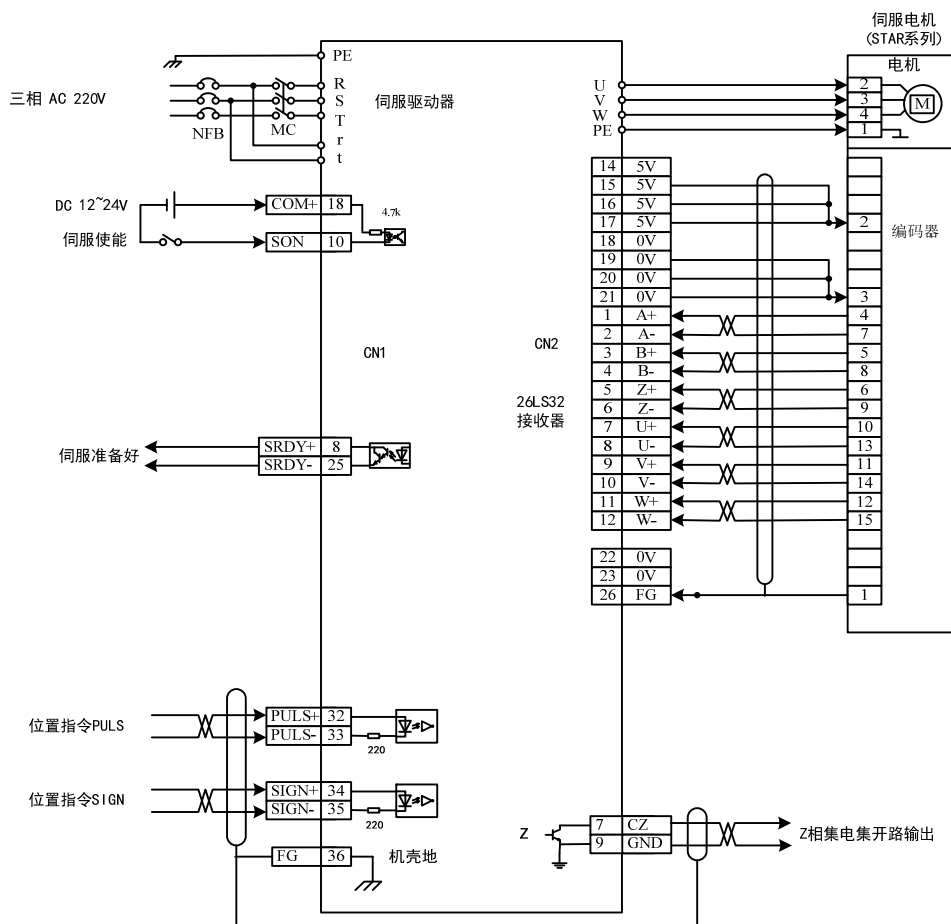 伺服电机
(STAR系列)
电机
三相 AC 220V
NFB
MC
PE
R
S
T
r
t
伺服驱动器
U
V
W
PE
2
3
4
1
M
DC 12~24V
伺服使能
COM+ 18
SON 10
4.7k
14 5V
15 5V
16 5V
17 5V
18 0V
19 0V
20 0V
21 0V
1 A+
2 A-
3 B+
4 B-
5 Z+
6 Z-
7 U+
8 U-
9 V+
10 V-
11 W+
12 W-
22 0V
23 0V
26 FG
2
3
4
7
5
8
6
9
10
13
11
14
12
15
1
编码器
CN1
CN2
26LS32
接收器
伺服准备好
SRDY+ 8
SRDY- 25
位置指令PULS
PULS+ 32
PULS- 33
220
位置指令SIGN
SIGN+ 34
SIGN- 35
220
FG 36
机壳地
Z
7 CZ
9 GND
Z相集电集开路输出